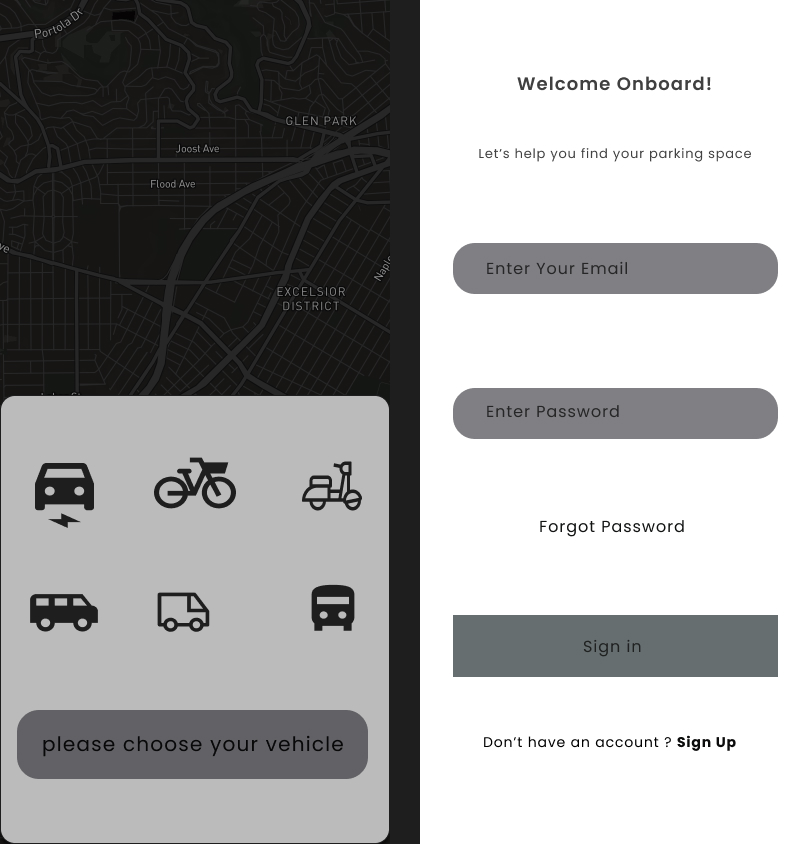 Portola Dr
GLEN PARK
Joost Ave
Flood Ave
EXCELSIOR
DISTRICT
please choose your vehicle
Welcome Onboard!
Let’s help you find your parking space
Enter Your Email
Enter Password
Forgot Password
Sign in
Don’t have an account ? Sign Up